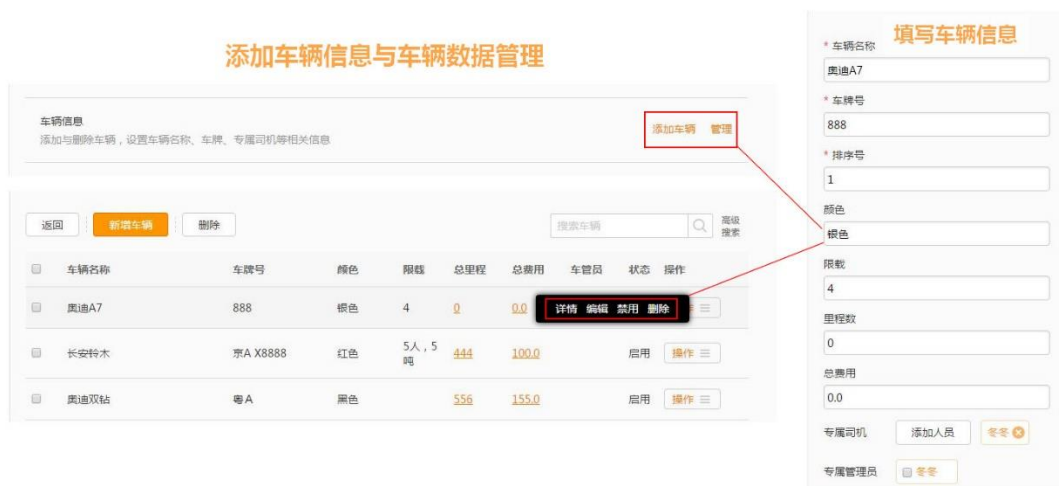 添加车辆信息与车辆数据管理
车辆信息
添加与删除车辆，设置车辆名称、车牌、专属司机等相关信息
添加车辆 管理
返回 新增车辆 删除
搜索车辆
高级
搜索
车辆名称 车牌号 颜色 限载 总里程 总费用 车管员 状态 操作
奥迪A7 888 银色 4 0 0.0 详情 编辑 禁用 删除
长安铃木 京A X8888 红色 5人，5
吨 444 100.0 启用 操作
奥迪双钻 粤A 黑色 556 155.0 启用 操作
填写车辆信息
* 车辆名称
奥迪A7
* 车牌号
888
* 排序号
1
颜色
银色
限载
4
里程数
0
总费用
0.0
专属司机 添加人员 冬冬
专属管理员 冬冬